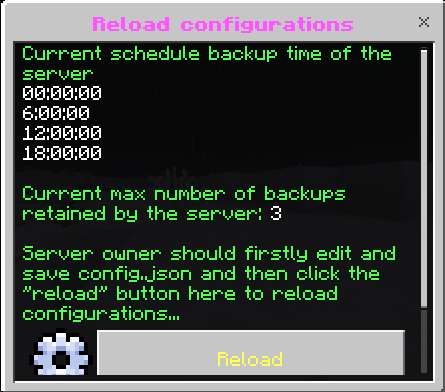 Reload configurations
Current schedule backup time of the
server
00:00:00
6:00:00
12:00:00
18:00:00
Current max number of backups
retained by the server: 3
Server owner should firstly edit and
save config.json and then click the
"reload" button here to reload
configurations...
Reload